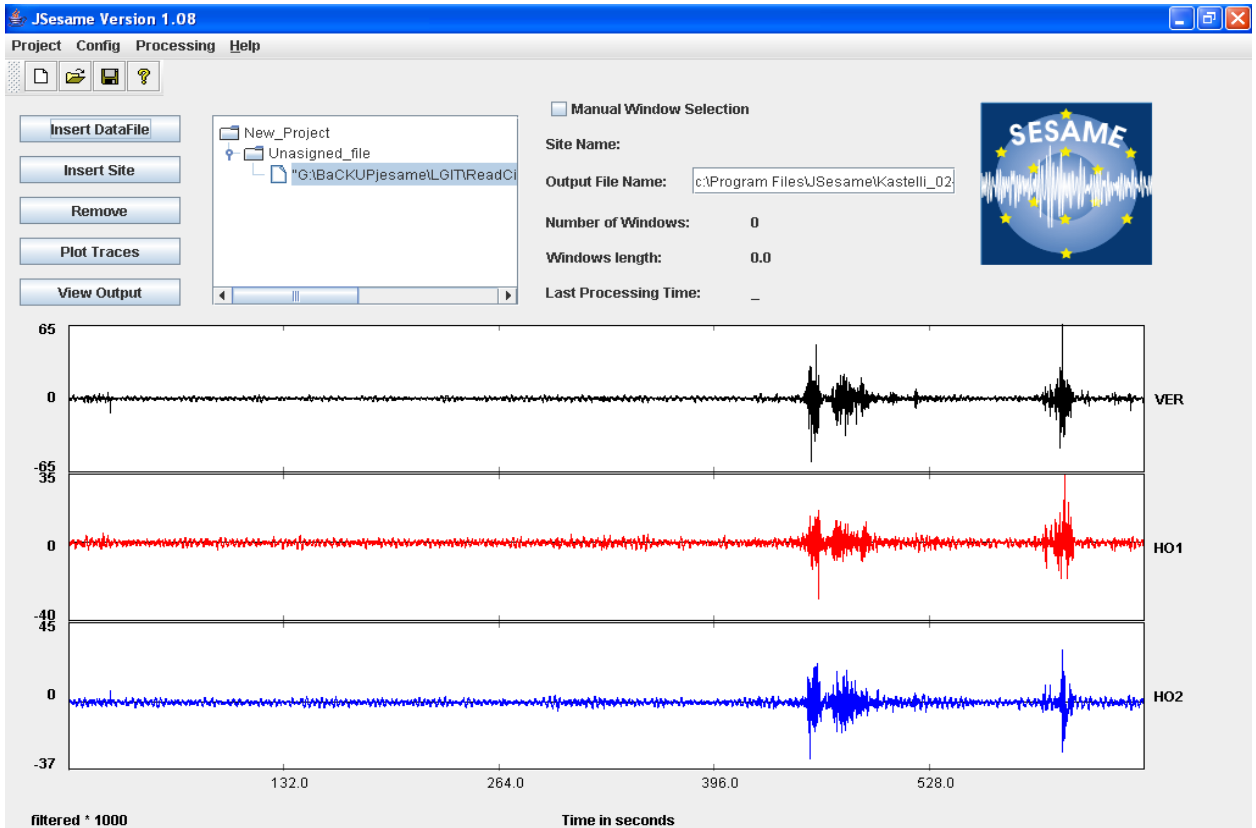 JSesame Version 1.08
Project Config Processing Help
Insert DataFile
Insert Site
Remove
Plot Traces
View Output
New_Project
Unasigned_file
"G:\BaCKUPjesame\LGIT\ReadCi
Manual Window Selection
Site Name:
Output File Name: c:\Program Files\JSesame\Kastelli_02
Number of Windows: 0
Windows length: 0.0
Last Processing Time: _
SESAME
65
0
-65
VER
35
0
-40
HO1
45
0
-37
HO2
132.0 264.0 396.0 528.0
filtered * 1000 Time in seconds